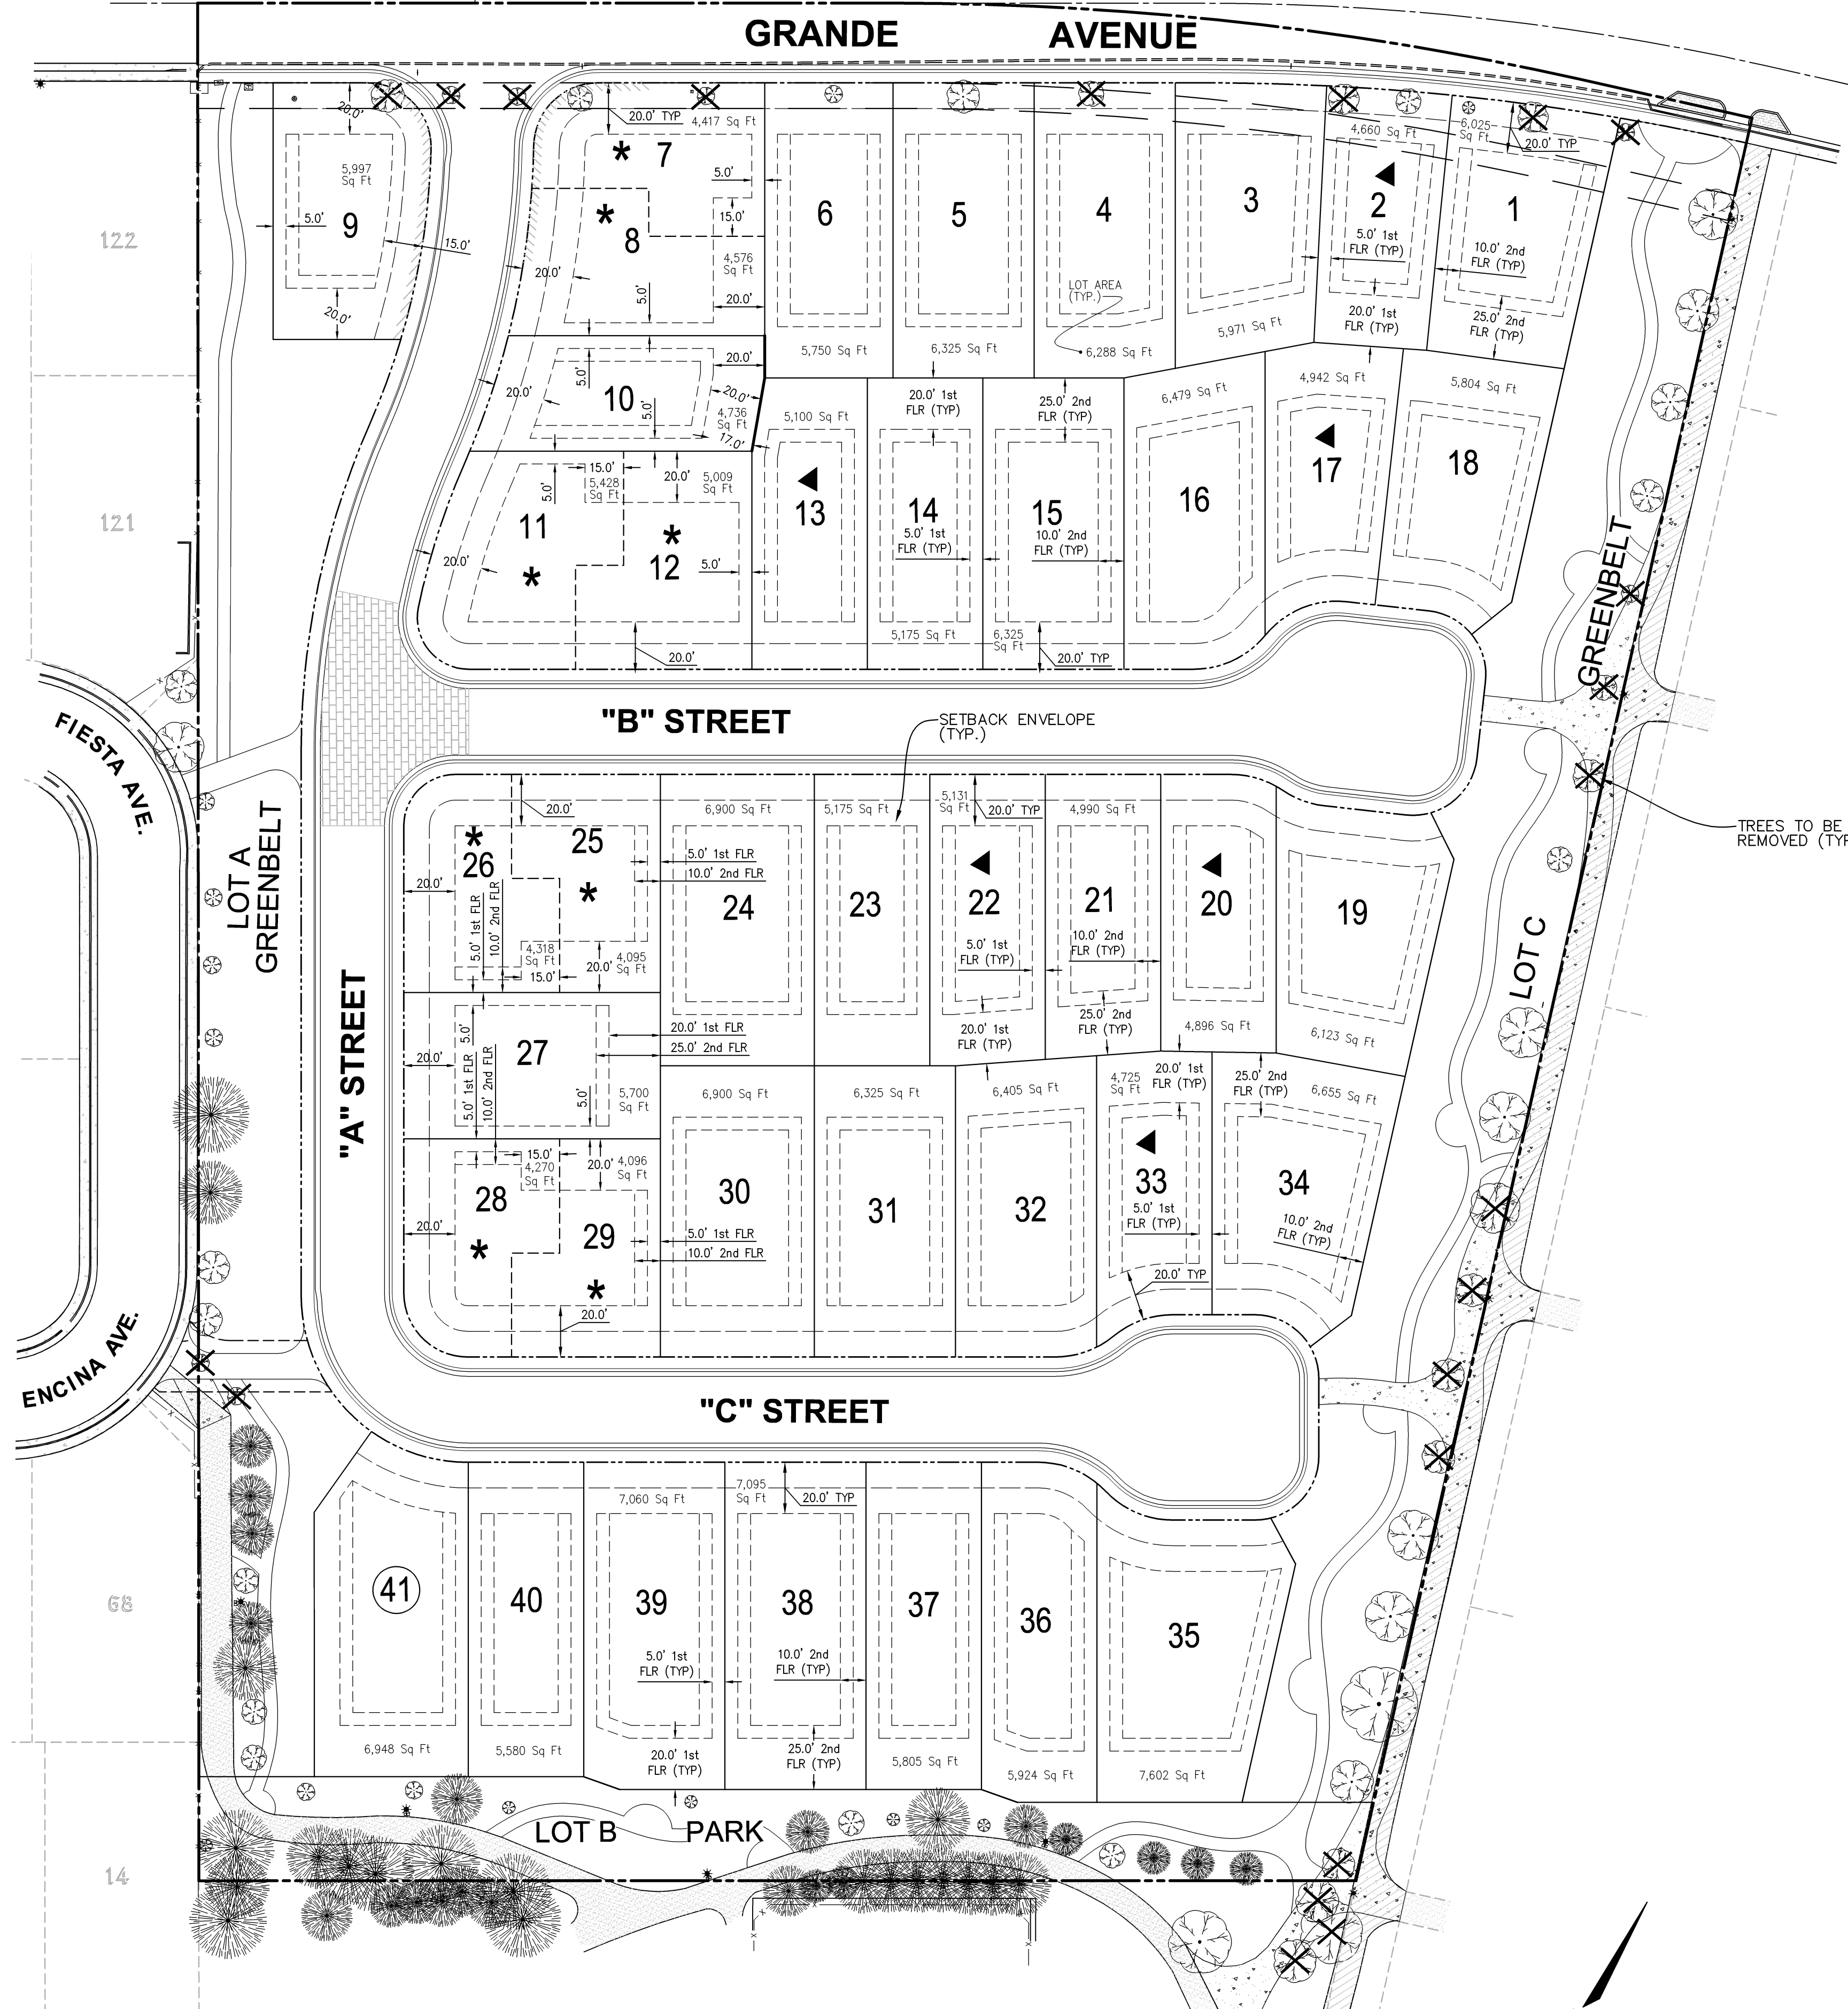 GRANDE AVENUE
20.0'
5,997
Sq Ft
9
5.0'
15.0'
20.0'
20.0' TYP
4,417 Sq Ft
7
5.0'
8
15.0'
4,576
Sq Ft
20.0'
5.0'
20.0'
6
5,750 Sq Ft
5
6,325 Sq Ft
4
LOT AREA
(TYP.)
6,288 Sq Ft
3
5,971 Sq Ft
4,660 Sq Ft
2
5.0' 1st
FLR (TYP)
20.0' 1st
FLR (TYP)
6,025
Sq Ft
20.0' TYP
1
10.0' 2nd
FLR (TYP)
25.0' 2nd
FLR (TYP)
122
121
20.0'
5.0'
10
5.0'
20.0'
20.0'
4,736
Sq Ft
17.0'
15.0'
5,428
Sq Ft
5.0'
11
20.0'
20.0'
5,009
Sq Ft
12
5.0'
20.0'
5,100 Sq Ft
13
20.0' 1st
FLR (TYP)
14
5.0' 1st
FLR (TYP)
5,175 Sq Ft
25.0' 2nd
FLR (TYP)
15
10.0' 2nd
FLR (TYP)
6,325
Sq Ft
20.0' TYP
6,479 Sq Ft
16
4,942 Sq Ft
17
5,804 Sq Ft
18
GREENBELT
FIESTA AVE.
"B" STREET
SETBACK ENVELOPE
(TYP.)
TREES TO BE
REMOVED (TYP
LOT A
GREENBELT
"A" STREET
20.0'
26
25
20.0'
5.0' 1st FLR
10.0' 2nd FLR
4,318
Sq Ft
15.0'
20.0'
4,095
Sq Ft
6,900 Sq Ft
5.0' 1st FLR
10.0' 2nd FLR
24
5,175 Sq Ft
23
5,131
Sq Ft
20.0' TYP
22
5.0' 1st
FLR (TYP)
20.0' 1st
FLR (TYP)
4,990 Sq Ft
21
10.0' 2nd
FLR (TYP)
25.0' 2nd
FLR (TYP)
20
4,896 Sq Ft
19
6,123 Sq Ft
LOT C
20.0'
5.0'
27
20.0' 1st FLR
25.0' 2nd FLR
5.0' 1st FLR
10.0' 2nd FLR
5.0'
5,700
Sq Ft
15.0'
4,270
Sq Ft
20.0'
4,096
Sq Ft
28
20.0'
29
20.0'
6,900 Sq Ft
30
5.0' 1st FLR
10.0' 2nd FLR
6,325 Sq Ft
31
6,405 Sq Ft
32
4,725
Sq Ft
20.0' 1st
FLR (TYP)
33
5.0' 1st
FLR (TYP)
20.0' TYP
25.0' 2nd
FLR (TYP)
6,655 Sq Ft
34
10.0' 2nd
FLR (TYP)
ENCINA AVE.
"C" STREET
41
6,948 Sq Ft
40
5,580 Sq Ft
7,060 Sq Ft
39
5.0' 1st
FLR (TYP)
20.0' 1st
FLR (TYP)
7,095
Sq Ft
20.0' TYP
38
10.0' 2nd
FLR (TYP)
25.0' 2nd
FLR (TYP)
37
5,805 Sq Ft
36
5,924 Sq Ft
35
7,602 Sq Ft
68
14
LOT B PARK